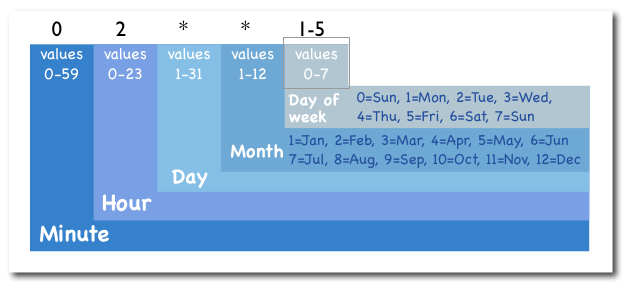 0 2 * * 1-5
values values values values values
0-59 0-23 1-31 1-12 0-7
Day of week
0=Sun, 1=Mon, 2=Tue, 3=Wed,
4=Thu, 5=Fri, 6=Sat, 7=Sun
Month
1=Jan, 2=Feb, 3=Mar, 4=Apr, 5=May, 6=Jun
7=Jul, 8=Aug, 9=Sep, 10=Oct, 11=Nov, 12=Dec
Day
Hour
Minute